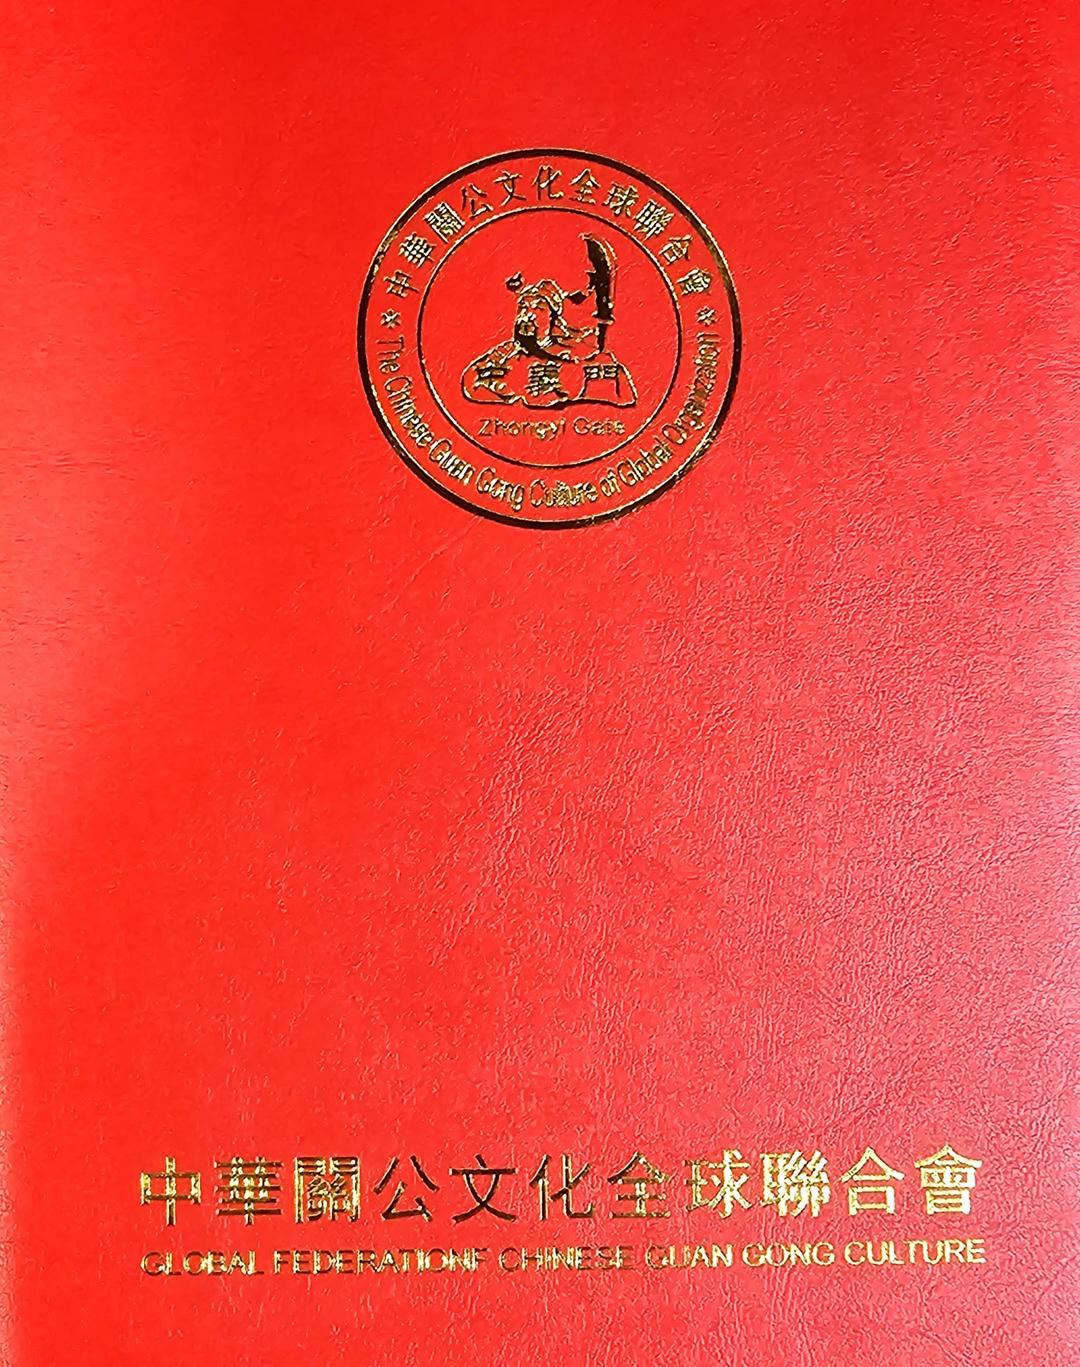 中華關公文化全球聯合會
忠義門
Zhongyi Gate
* The Chinese Guan Gong Culture of Global Organization *
中華關公文化全球聯合會
GLOBAL FEDERATIONF CHINESE GUAN GONG CULTURE